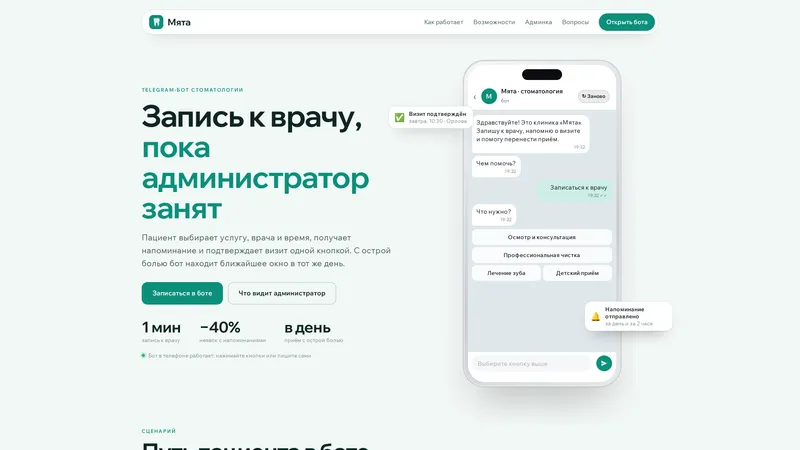 Мята
Как работает
Возможности
Админка
Вопросы
Открыть бота
TELEGRAM-БОТ СТОМАТОЛОГИИ
Запись к врачу,
пока
администратор
занят
Пациент выбирает услугу, врача и время, получает
напоминание и подтверждает визит одной кнопкой. С острой
болью бот находит ближайшее окно в тот же день.
Записаться в боте
Что видит администратор
1 мин
запись к врачу
−40%
неявок с напоминаниями
в день
приём с острой болью
Бот в телефоне работает: нажимайте кнопки или пишите сами
М
Мята · стоматология
бот
↻ Заново
Визит подтверждён
завтра, 10:30 · Орлова
Здравствуйте! Это клиника «Мята».
Запишу к врачу, напомню о визите
и помогу перенести приём.
19:32
Чем помочь?
19:32
Записаться к врачу
19:32 ✓✓
Что нужно?
19:32
Осмотр и консультация
Профессиональная чистка
Лечение зуба
Детский приём
Напоминание
отправлено
за день и за 2 часа
Выберите кнопку выше
СЦЕНАРИЙ
Путь пациента в боте